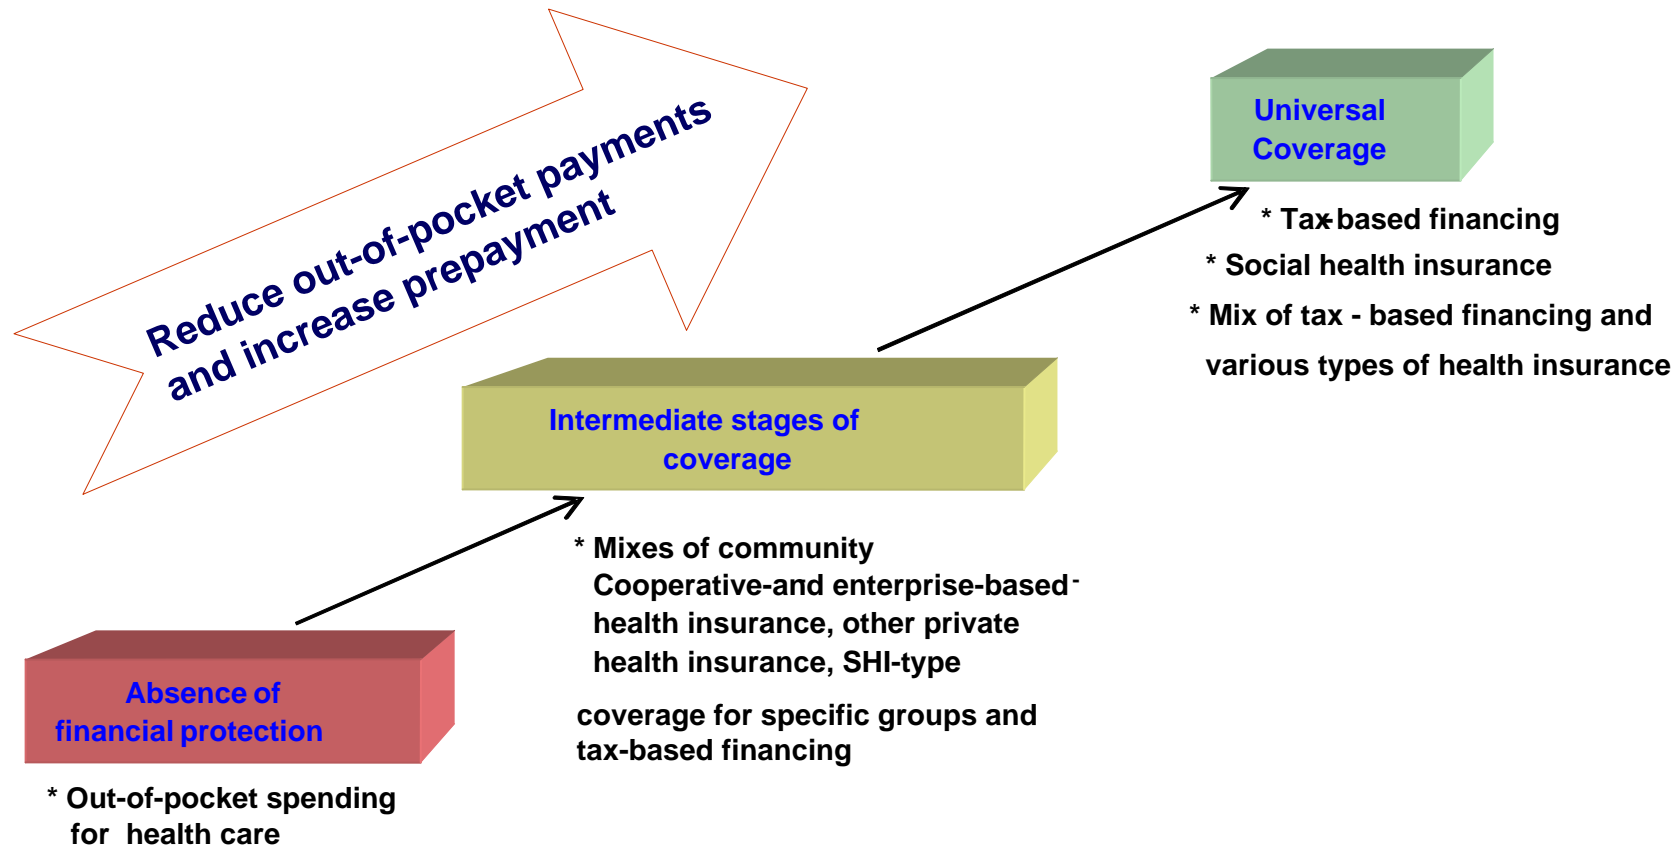 Reduce out-of-pocket payments
and increase prepayment
Universal
Coverage
* Tax-based financing
* Social health insurance
* Mix of tax - based financing and
various types of health insurance
Intermediate stages of
coverage
* Mixes of community
Cooperative-and enterprise-based-
health insurance, other private
health insurance, SHI-type
coverage for specific groups and
tax-based financing
Absence of
financial protection
* Out-of-pocket spending
for health care